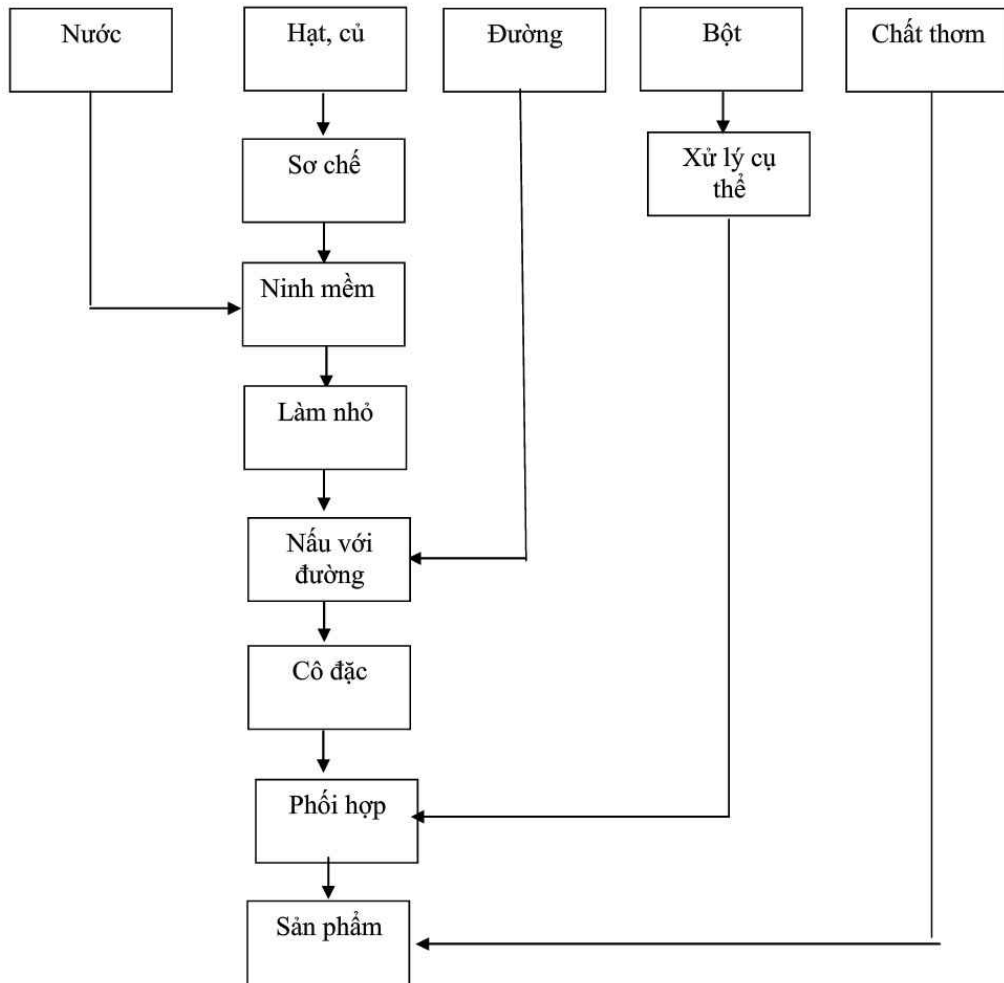 Nước
Hạt, củ
Đường
Bột
Chất thơm
Sơ chế
Xử lý cụ
thể
Ninh mềm
Làm nhỏ
Nấu với
đường
Cô đặc
Phối hợp
Sản phẩm